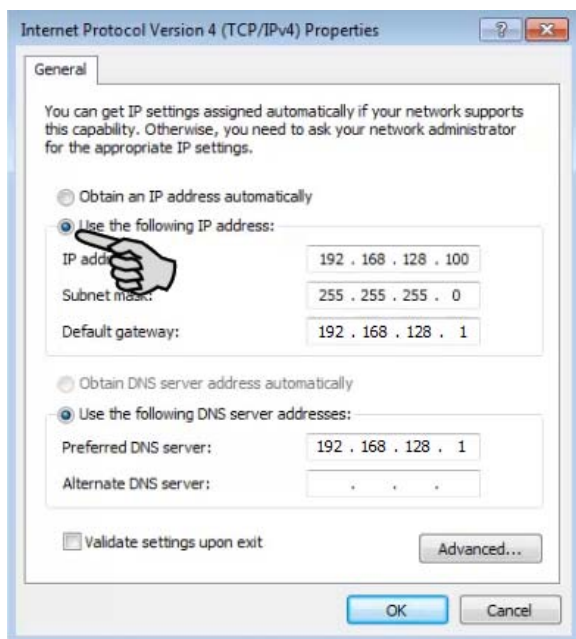 Internet Protocol Version 4 (TCP/IPv4) Properties
General
You can get IP settings assigned automatically if your network supports
this capability. Otherwise, you need to ask your network administrator
for the appropriate IP settings.
Obtain an IP address automatically
Use the following IP address:
IP add 192 . 168 . 128 . 100
Subnet mask: 255 . 255 . 255 . 0
Default gateway: 192 . 168 . 128 . 1
Obtain DNS server address automatically
Use the following DNS server addresses:
Preferred DNS server: 192 . 168 . 128 . 1
Alternate DNS server: . . .
Validate settings upon exit
Advanced...
OK Cancel